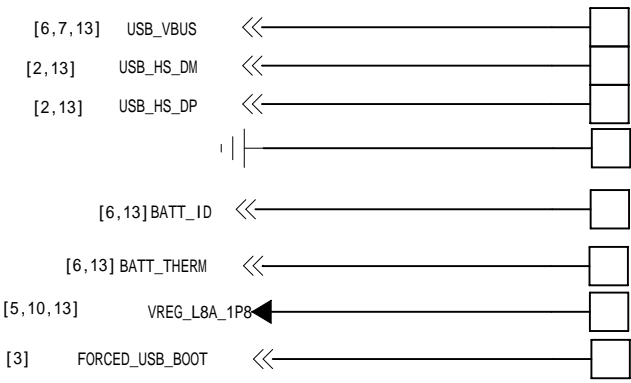 [6,7,13] USB_VBUS
[2,13] USB_HS_DM
[2,13] USB_HS_DP
[6,13] BATT_ID
[6,13] BATT_THERM
[5,10,13] VREG_L8A_1P8
[3] FORCED_USB_BOOT